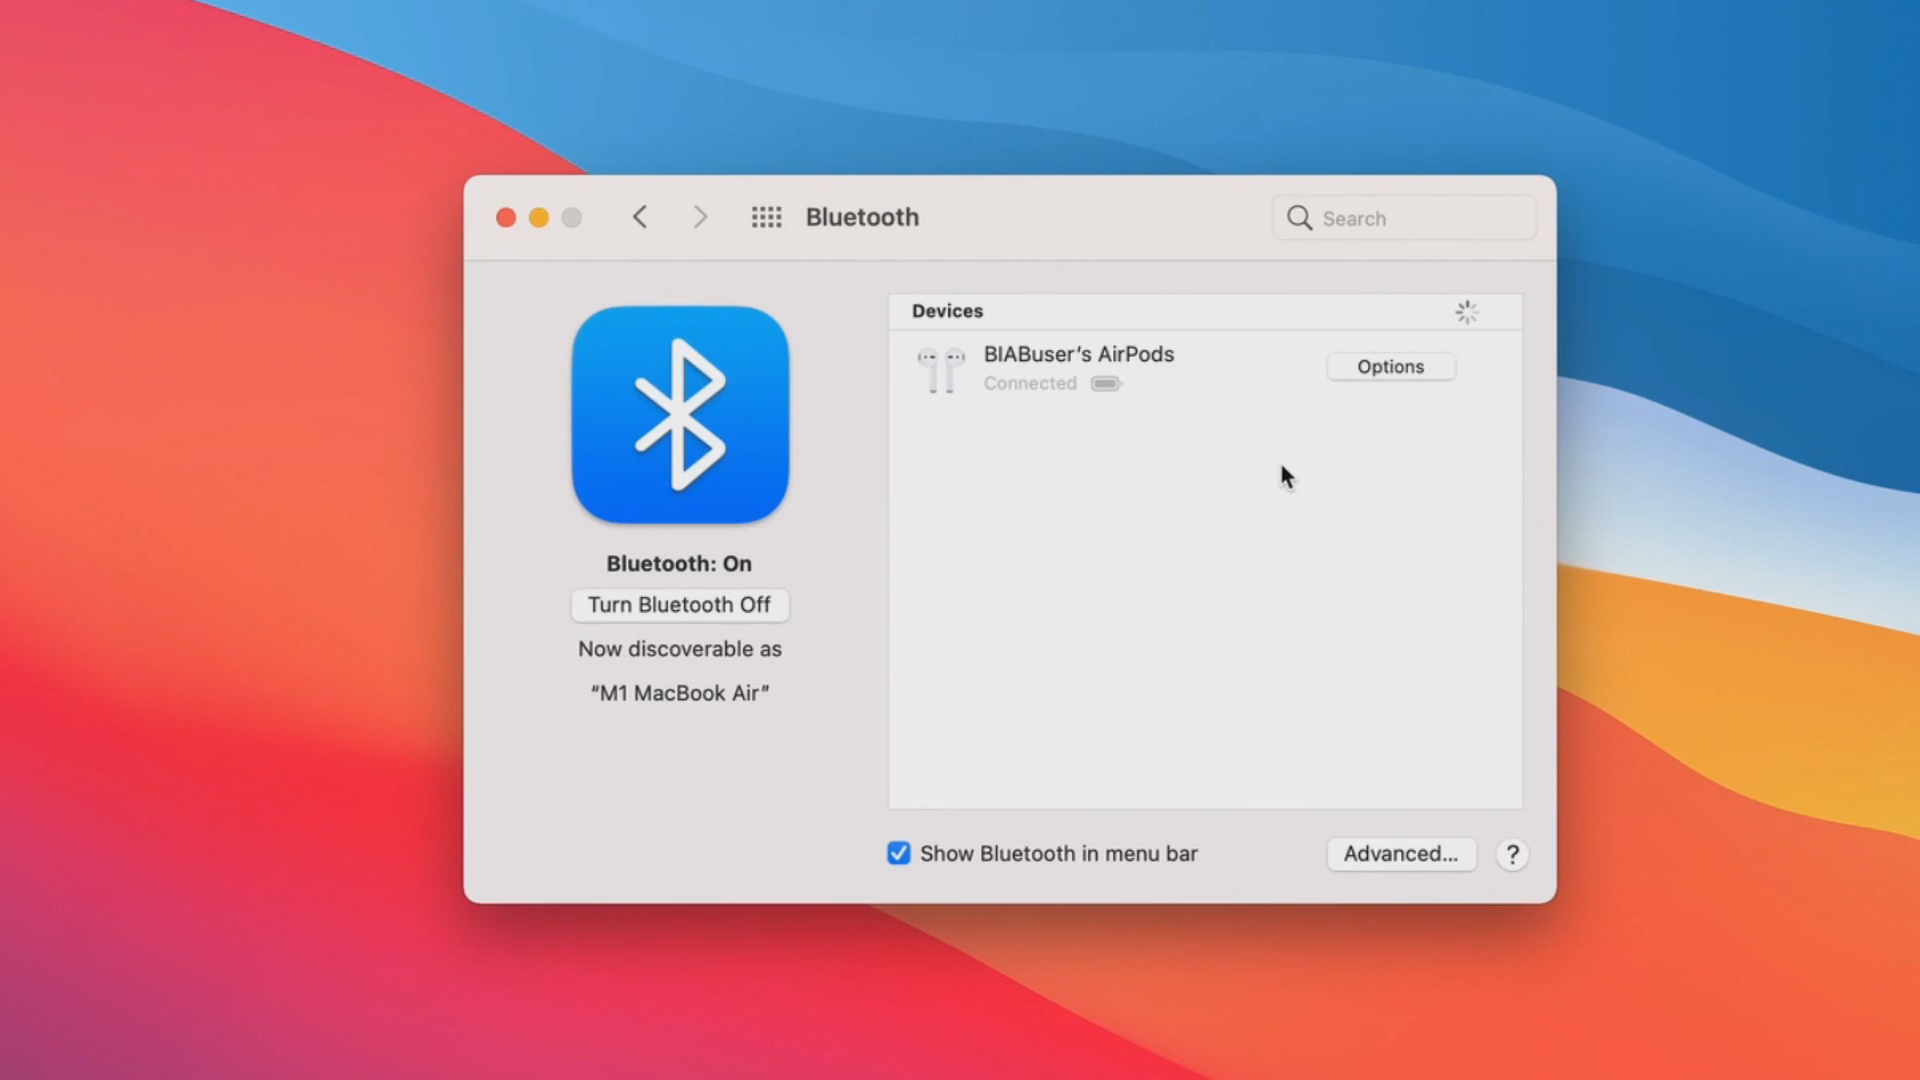 Bluetooth
Search
Devices
BIABuser’s AirPods
Connected
Options
Bluetooth: On
Turn Bluetooth Off
Now discoverable as
“M1 MacBook Air”
Show Bluetooth in menu bar
Advanced...
?